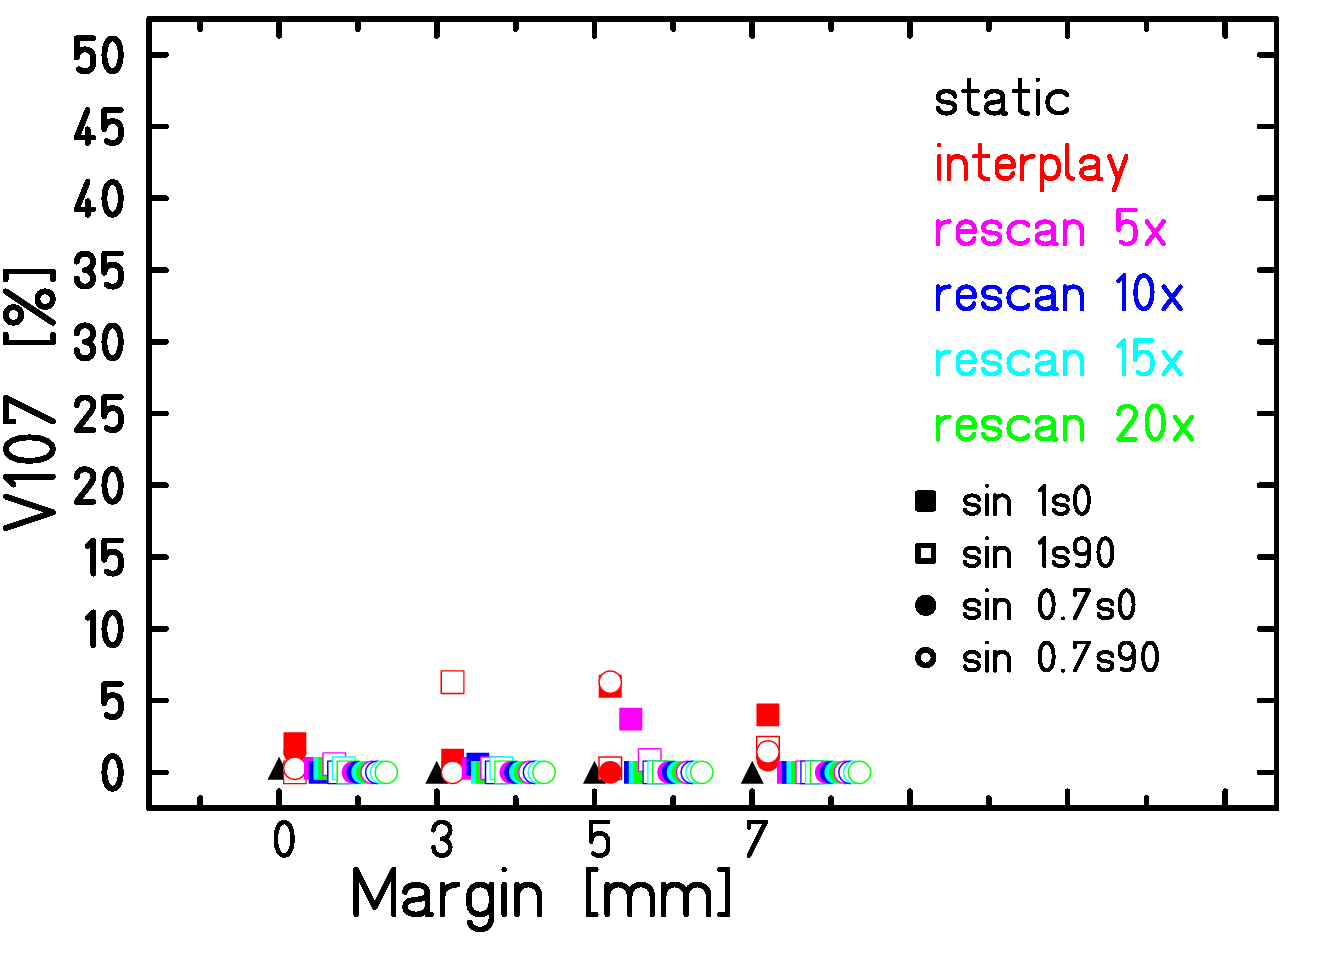 50
45
40
35
30
25
20
15
10
5
0
V107 [%]
static
interplay
rescan 5x
rescan 10x
rescan 15x
rescan 20x
sin 1s0
sin 1s90
sin 0.7s0
sin 0.7s90
0 3 5 7
Margin [mm]